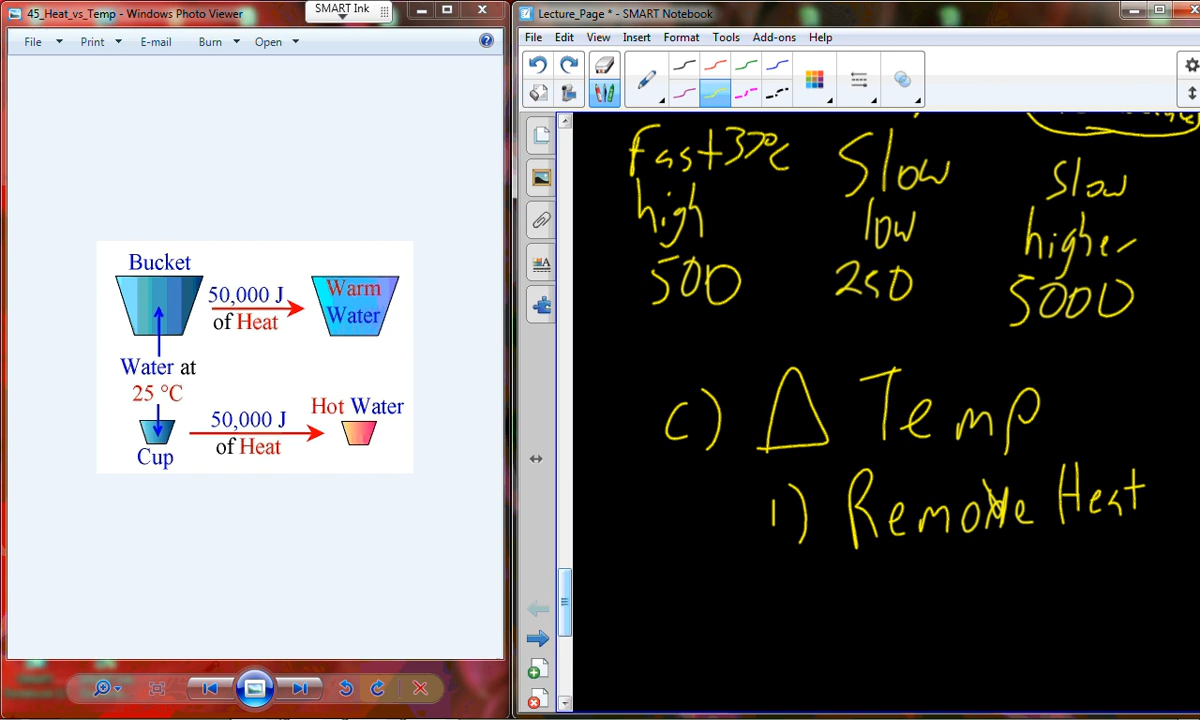 45_Heat_vs_Temp - Windows Photo Viewer
SMART Ink
File Print E-mail Burn Open
Bucket
50,000 J
of Heat
Warm
Water
Water at
25 °C
Cup
50,000 J
of Heat
Hot Water
Lecture_Page * - SMART Notebook
File Edit View Insert Format Tools Add-ons Help
Fast 37°C Slow Slow
high low higher
500 250 5000
c) Δ Temp
1) Remove Heat